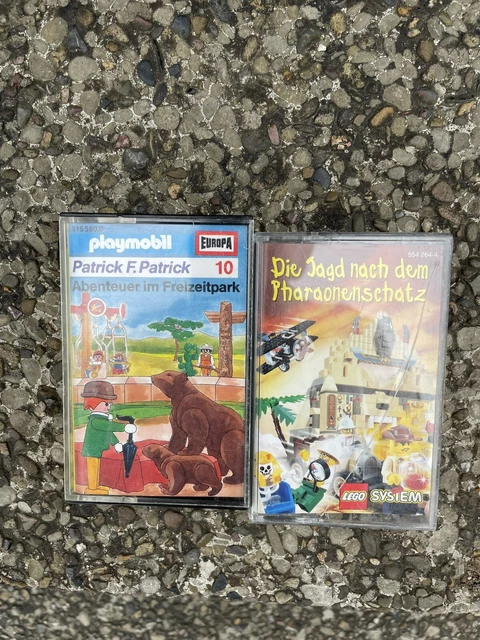 playmobil
EUROPA
Patrick F. Patrick 10
Abenteuer im Freizeitpark
554 264-4
Die Jagd nach dem
Pharaonenschatz
LEGO SYSTEM